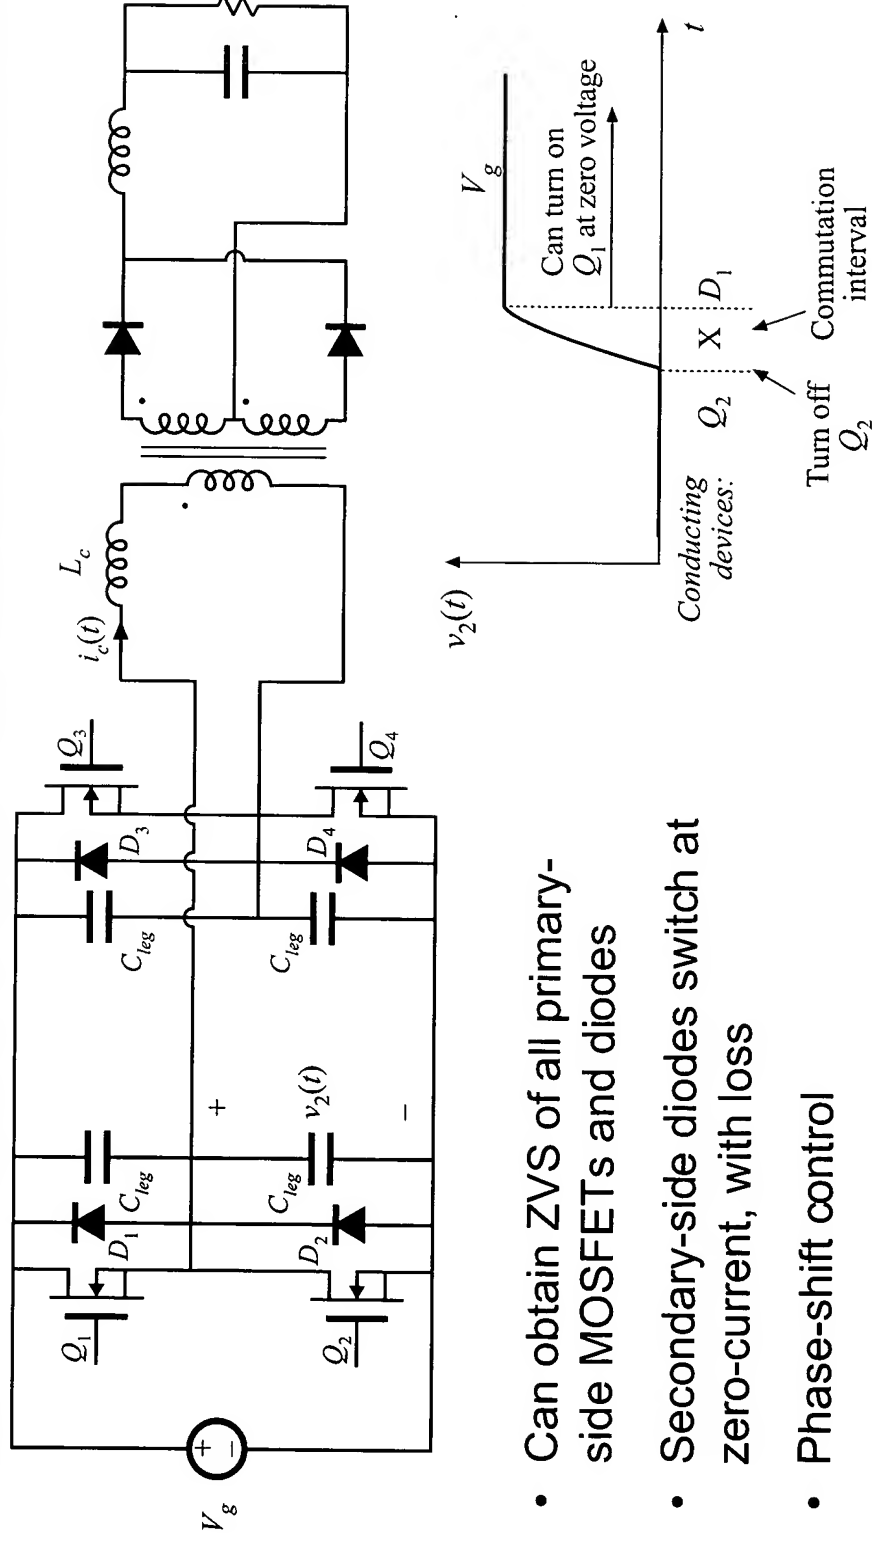 V_g
Q_1
D_1
C_leg
Q_2
D_2
C_leg
+
v_2(t)
–
C_leg
D_3
Q_3
C_leg
D_4
Q_4
i_c(t)
L_c
• Can obtain ZVS of all primary-
side MOSFETs and diodes
• Secondary-side diodes switch at
zero-current, with loss
• Phase-shift control
v_2(t)
V_g
Can turn on
Q_1 at zero voltage
t
Conducting
devices:
Q_2
X
D_1
Turn off
Q_2
Commutation
interval